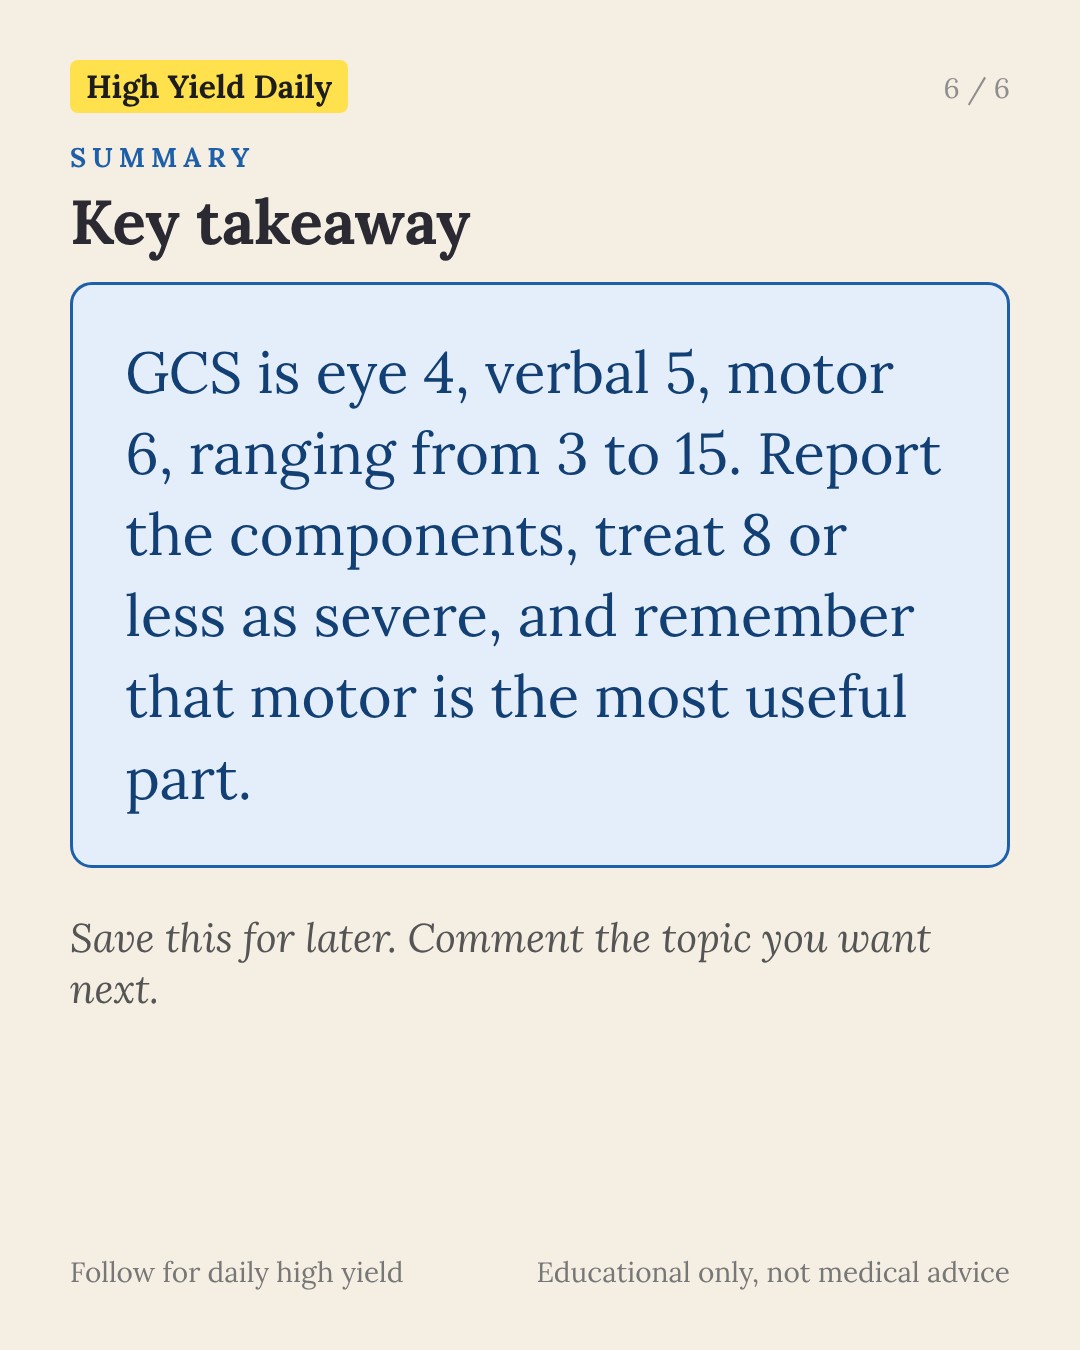 High Yield Daily
6 / 6
SUMMARY
Key takeaway
GCS is eye 4, verbal 5, motor
6, ranging from 3 to 15. Report
the components, treat 8 or
less as severe, and remember
that motor is the most useful
part.
Save this for later. Comment the topic you want
next.
Follow for daily high yield
Educational only, not medical advice